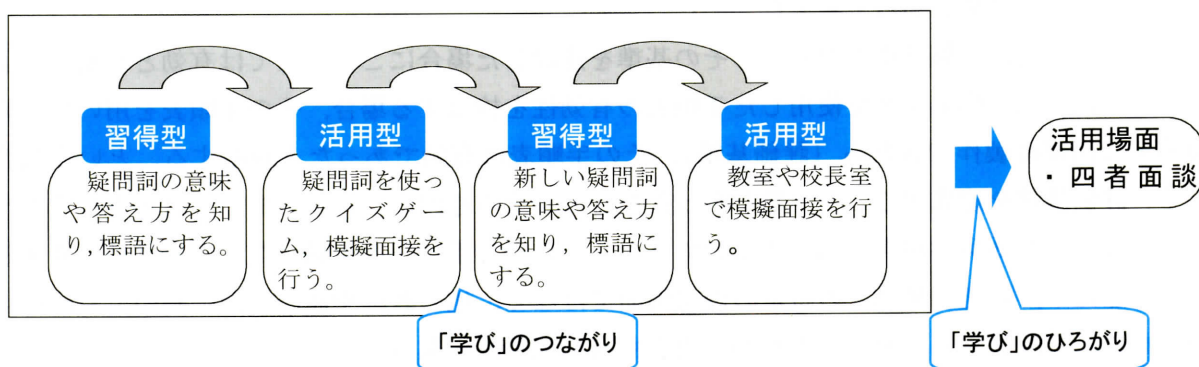 習得型
疑問詞の意味
や答え方を知
り,標語にする。
活用型
疑問詞を使っ
たクイズゲー
ム，模擬面接を
行う。
習得型
新しい疑問詞
の意味や答え方
を知り，標語に
する。
活用型
教室や校長室
で模擬面接を行
う。
活用場面
・四者面談
「学び」のつながり
「学び」のひろがり